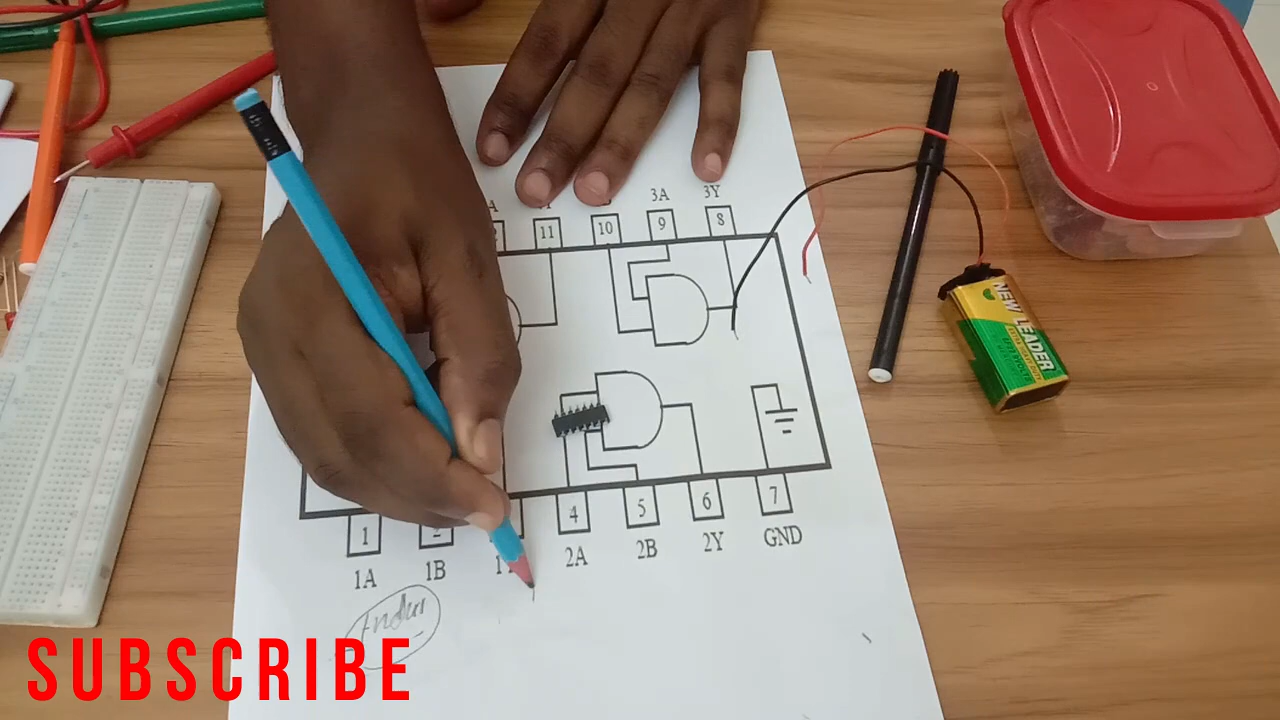 3A 3Y
11 10 9 8
NEW LEADER
1 4 5 6 7
1A 1B 2A 2B 2Y GND
SUBSCRIBE